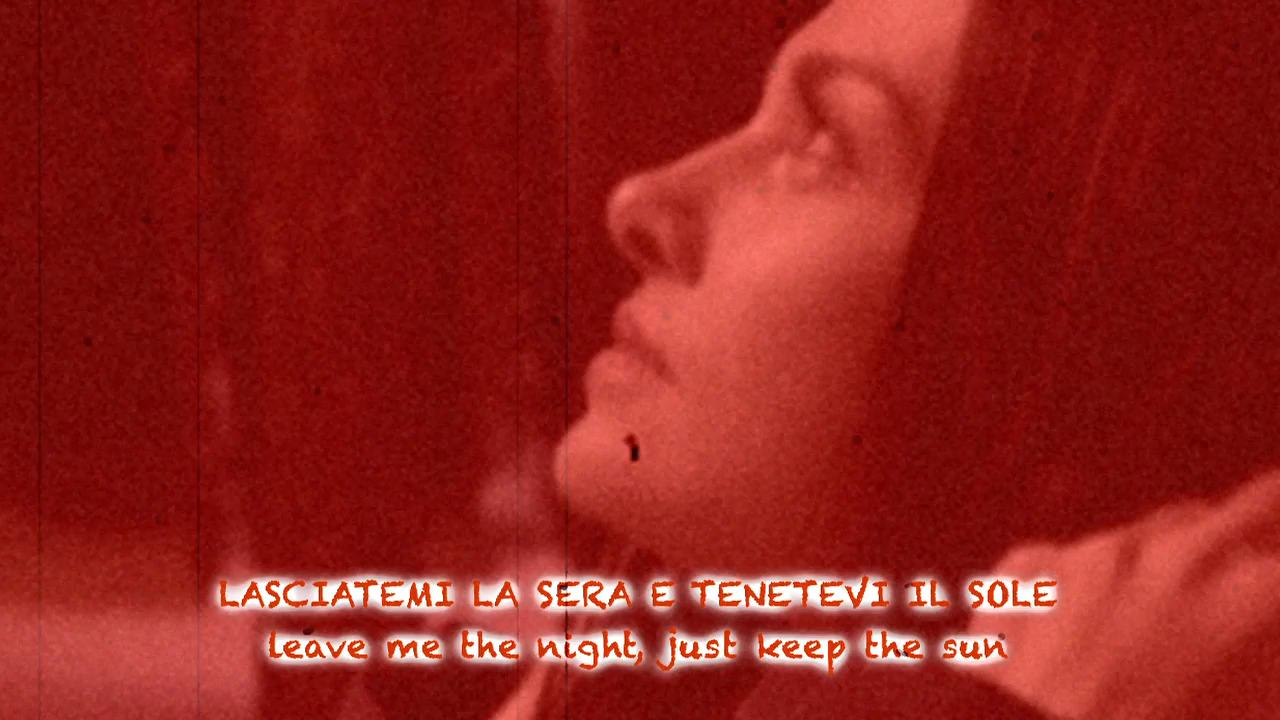 LASCIATEMI LA SERA E TENETEVI IL SOLE
leave me the night, just keep the sun